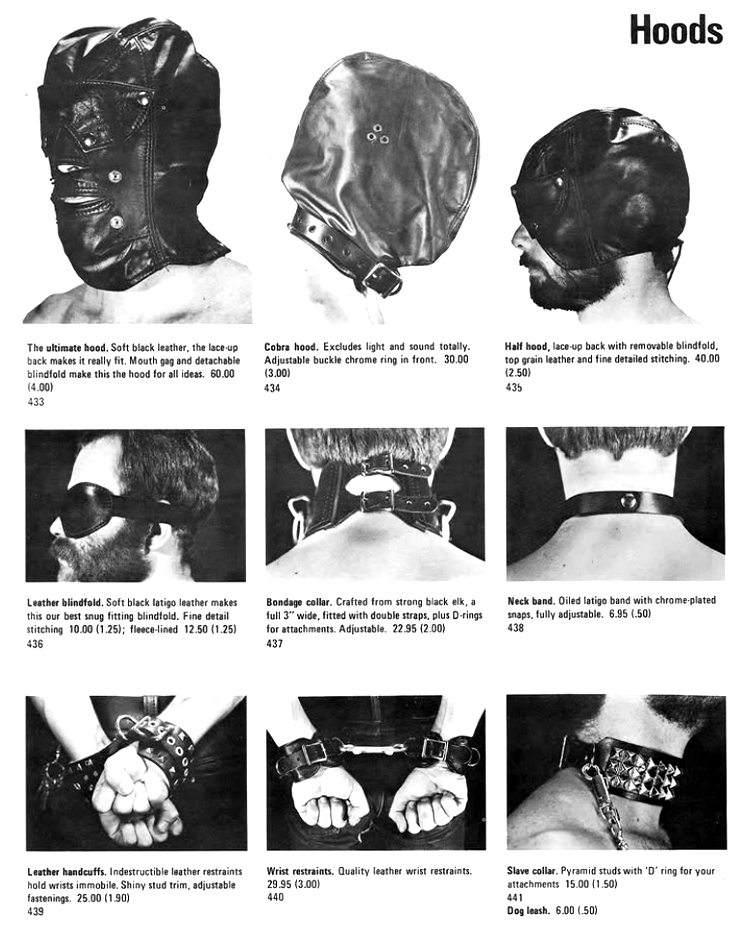 Hoods
The ultimate hood. Soft black leather, the lace-up
back makes it really fit. Mouth gag and detachable
blindfold make this the hood for all ideas. 60.00
(4.00)
433
Cobra hood. Excludes light and sound totally.
Adjustable buckle chrome ring in front. 30.00
(3.00)
434
Half hood, lace-up back with removable blindfold,
top grain leather and fine detailed stitching. 40.00
(2.50)
435
Leather blindfold. Soft black latigo leather makes
this our best snug fitting blindfold. Fine detail
stitching 10.00 (1.25); fleece-lined 12.50 (1.25)
436
Bondage collar. Crafted from strong black elk, a
full 3" wide, fitted with double straps, plus D-rings
for attachments. Adjustable. 22.95 (2.00)
437
Neck band. Oiled latigo band with chrome-plated
snaps, fully adjustable. 6.95 (.50)
438
Leather handcuffs. Indestructible leather restraints
hold wrists immobile. Shiny stud trim, adjustable
fastenings. 25.00 (1.90)
439
Wrist restraints. Quality leather wrist restraints.
29.95 (3.00)
440
Slave collar. Pyramid studs with 'D' ring for your
attachments 15.00 (1.50)
441
Dog leash. 6.00 (.50)